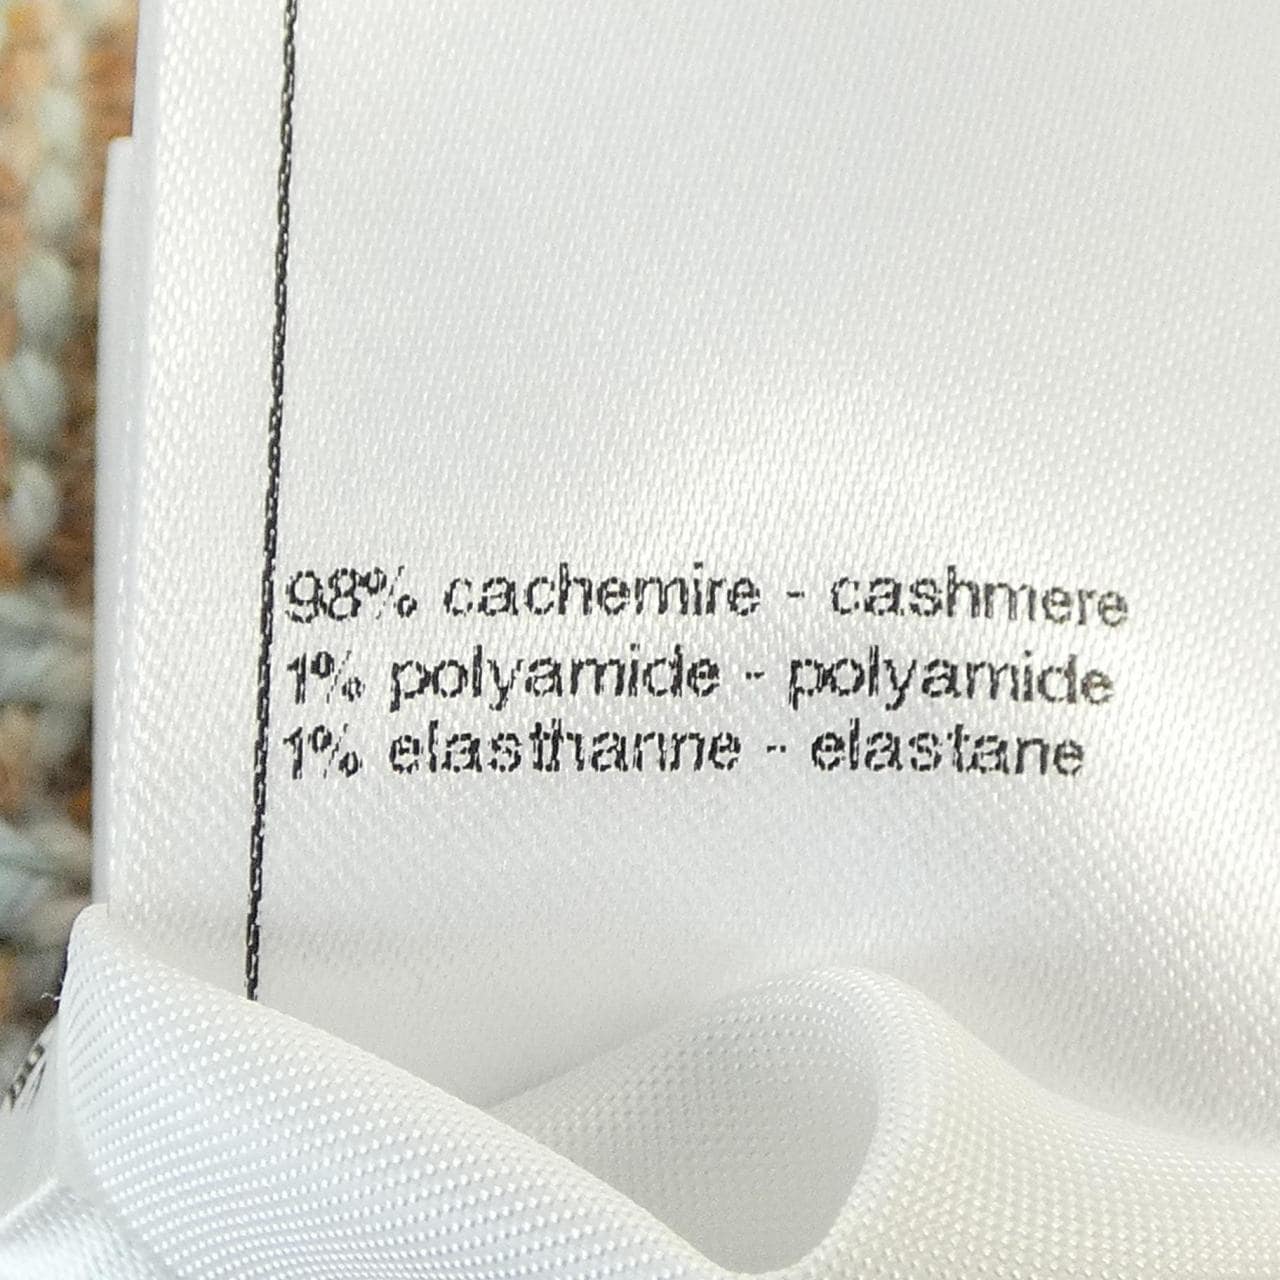 98% cachemire - cashmere
1% polyamide - polyamide
1% elasthanne - elastane